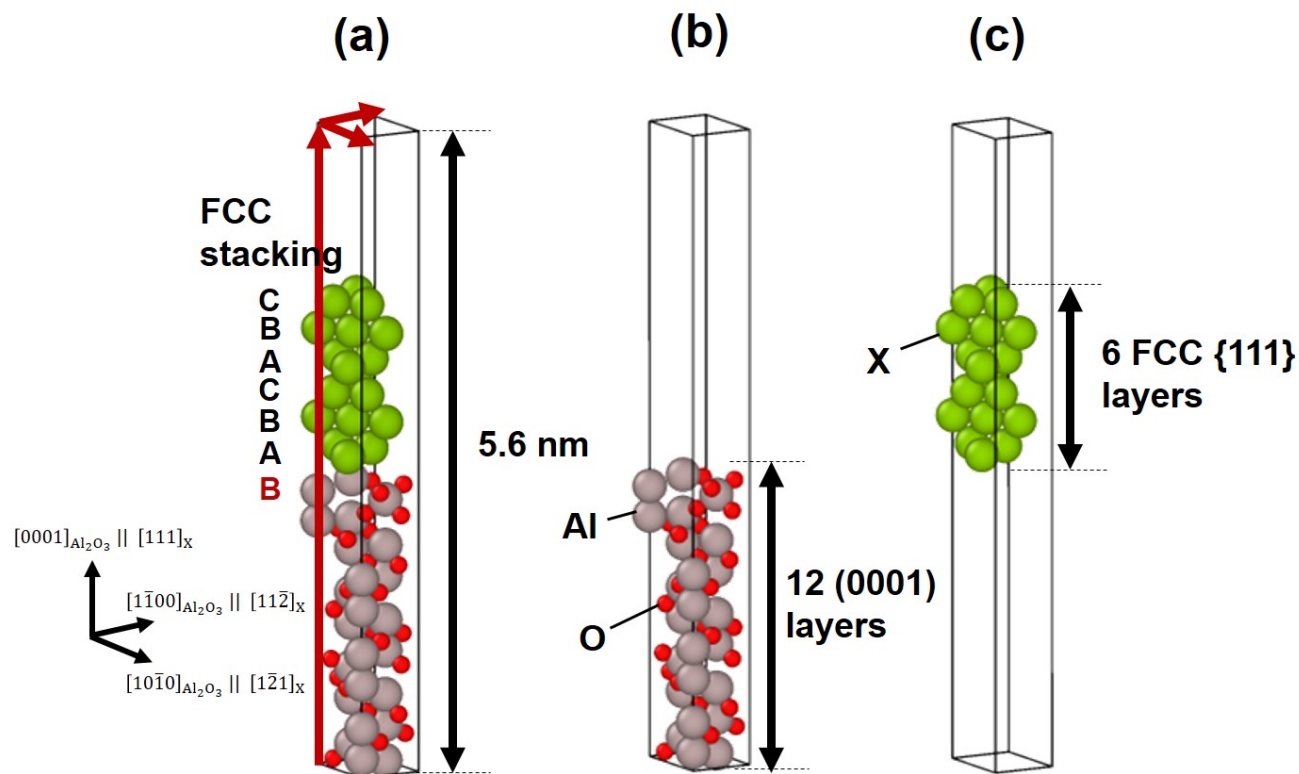 (a)
(b)
(c)
FCC
stacking
C
B
A
C
B
A
B
5.6 nm
[0001]Al₂O₃ || [111]X
[11̅00]Al₂O₃ || [112̅]X
[101̅0]Al₂O₃ || [12̅1]X
Al
O
12 (0001)
layers
X
6 FCC {111}
layers